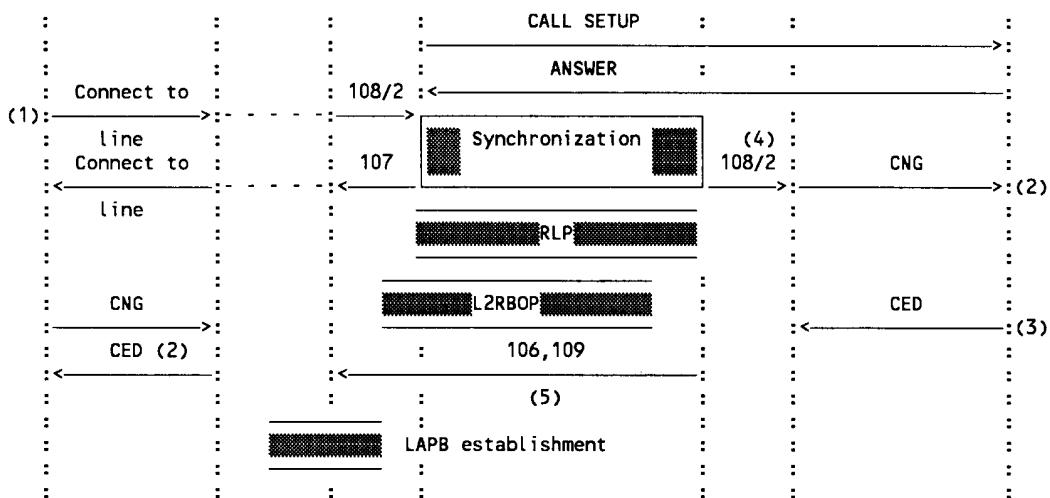 CALL SETUP
ANSWER
Connect to 108/2
(1)
line Synchronization (4)
Connect to 107 108/2 CNG
(2)
line
RLP
CNG L2RBOP CED
(3)
CED (2) 106,109
(5)
LAPB establishment